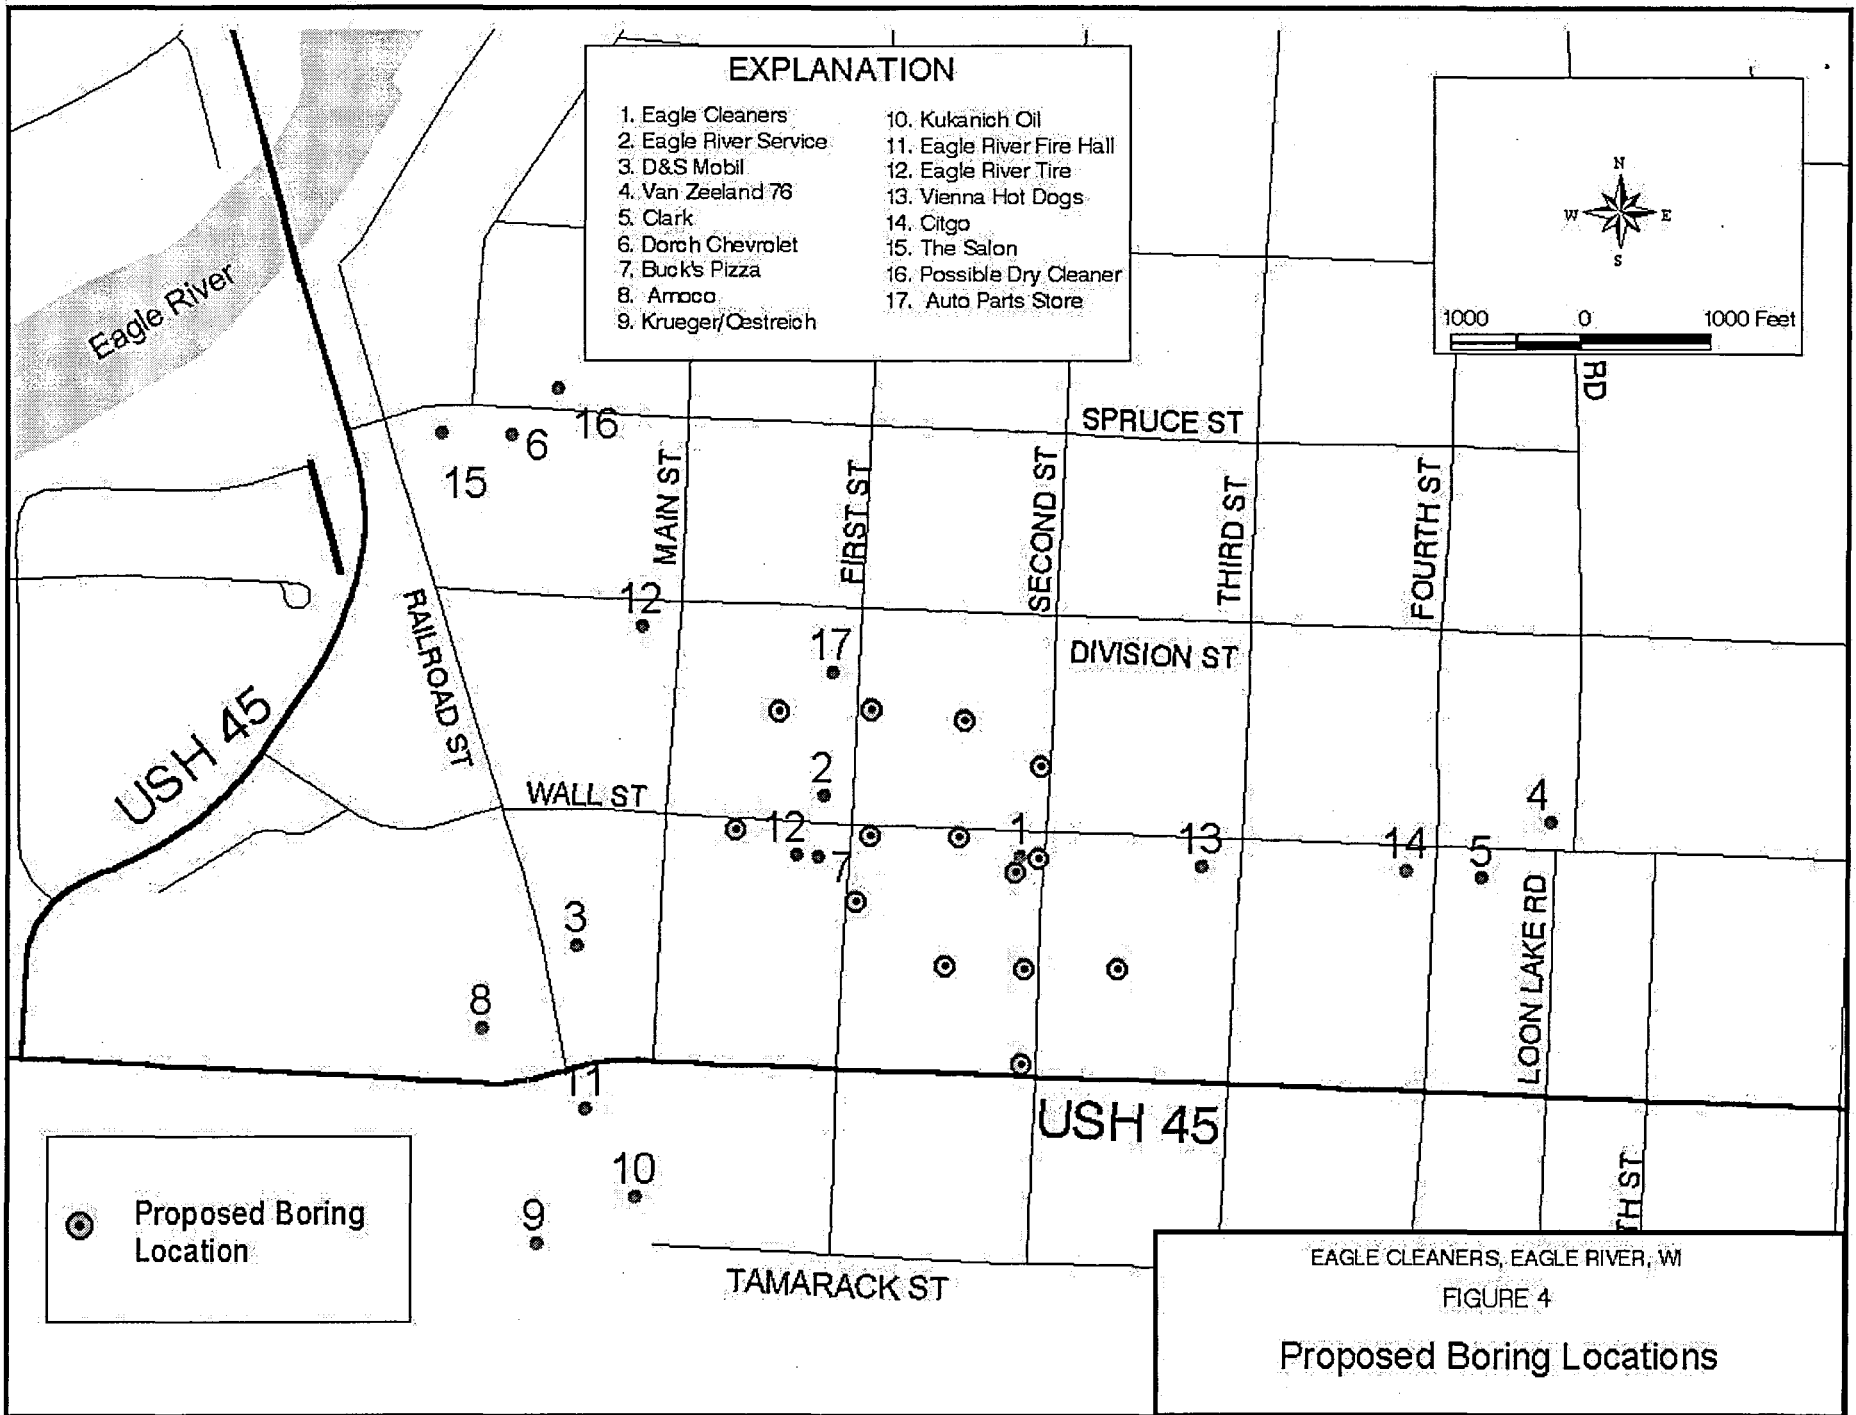 EXPLANATION
1. Eagle Cleaners
2. Eagle River Service
3. D&S Mobil
4. Van Zeeland 76
5. Clark
6. Dorch Chevrolet
7. Buck's Pizza
8. Amoco
9. Krueger/Oestreich
10. Kukanich Oil
11. Eagle River Fire Hall
12. Eagle River Tire
13. Vienna Hot Dogs
14. Citgo
15. The Salon
16. Possible Dry Cleaner
17. Auto Parts Store
N
W E
S
1000 0 1000 Feet
Eagle River
RD
16
SPRUCE ST
6
15
MAIN ST
FIRST ST
SECOND ST
THIRD ST
FOURTH ST
12
RAILROAD ST
17
DIVISION ST
USH 45
2
WALL ST
4
12
1
13
14
5
7
3
LOON LAKE RD
8
11
USH 45
10
TH ST
9
Proposed Boring
Location
TAMARACK ST
EAGLE CLEANERS, EAGLE RIVER, WI
FIGURE 4
Proposed Boring Locations